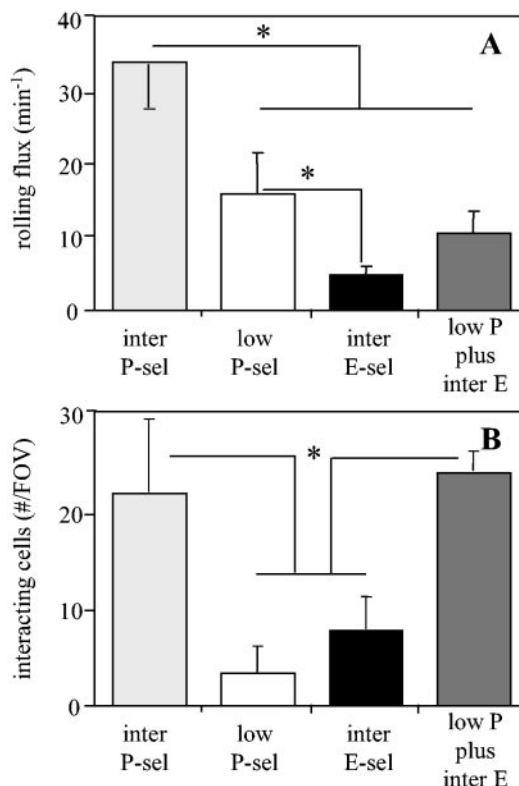 40
30
20
10
0
rolling flux (min⁻¹)
*
*
A
inter
P-sel
low
P-sel
inter
E-sel
low P
plus
inter E
30
20
10
0
interacting cells (#/FOV)
*
B
inter
P-sel
low
P-sel
inter
E-sel
low P
plus
inter E